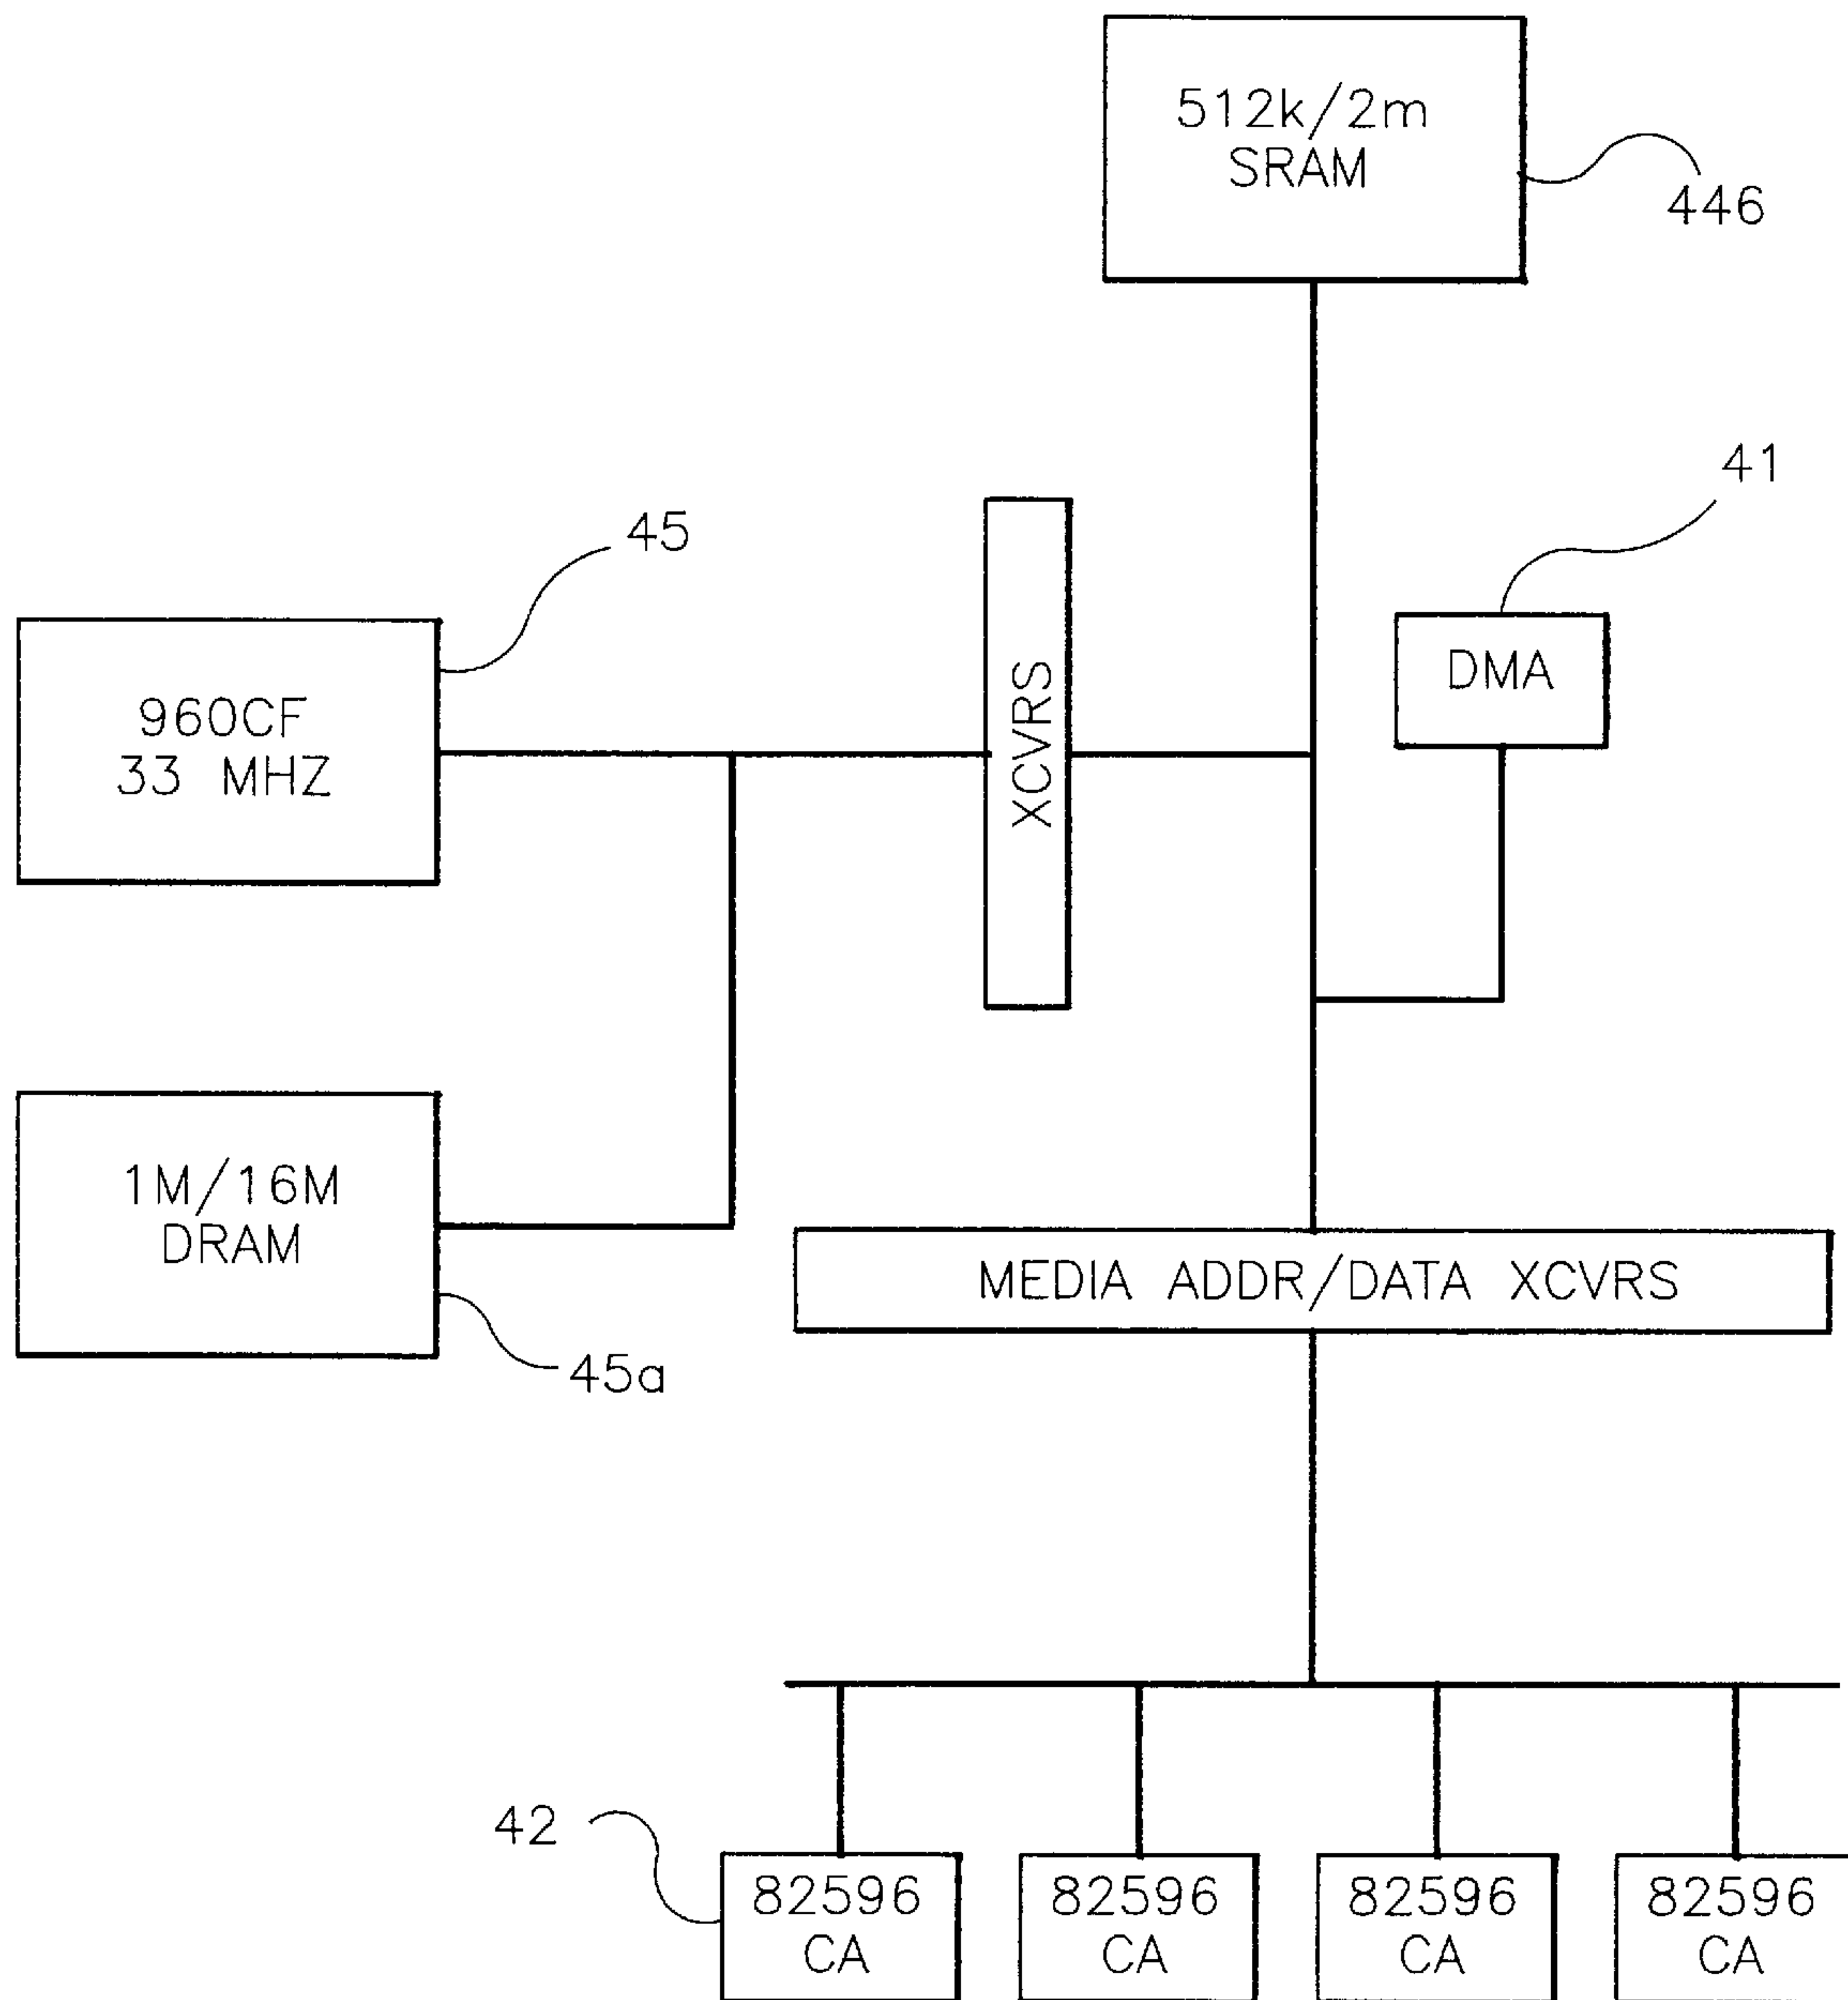 512k/2m
SRAM
446
41
45
DMA
960CF
33 MHZ
XCVRS
1M/16M
DRAM
MEDIA ADDR/DATA XCVRS
45a
42
82596
CA
82596
CA
82596
CA
82596
CA